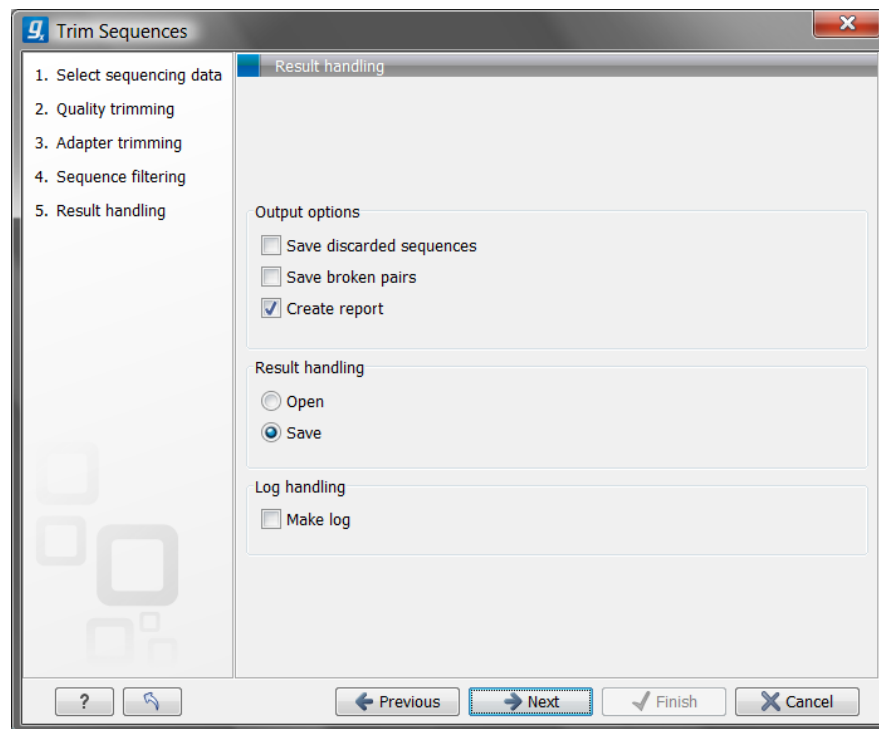 Trim Sequences
1. Select sequencing data
2. Quality trimming
3. Adapter trimming
4. Sequence filtering
5. Result handling
Result handling
Output options
Save discarded sequences
Save broken pairs
Create report
Result handling
Open
Save
Log handling
Make log
? Previous Next Finish Cancel